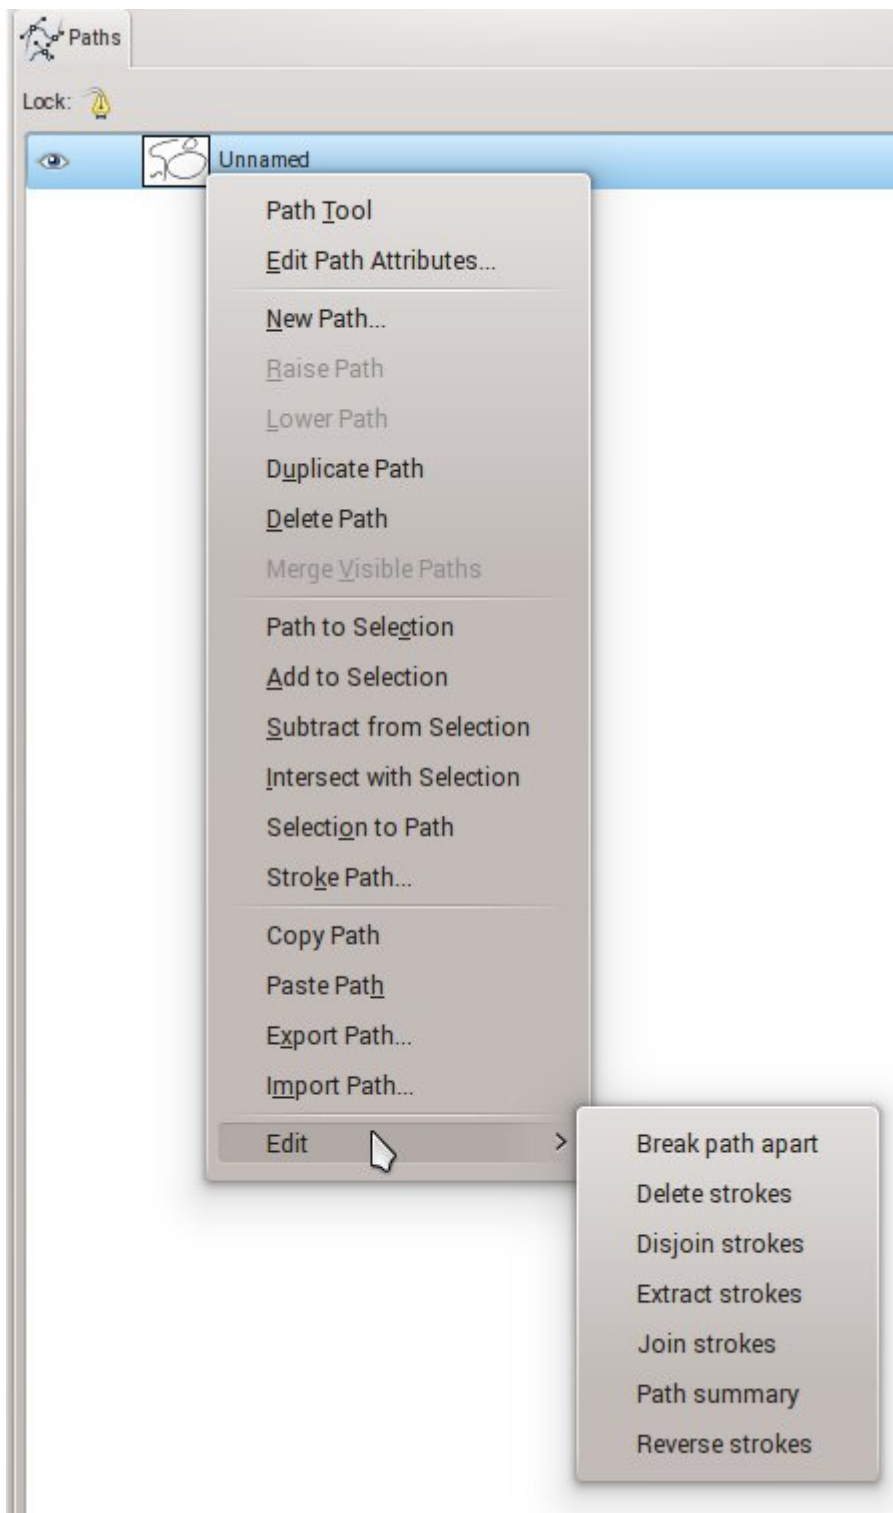 Paths
Lock:
Unnamed
Path Tool
Edit Path Attributes...
New Path...
Raise Path
Lower Path
Duplicate Path
Delete Path
Merge Visible Paths
Path to Selection
Add to Selection
Subtract from Selection
Intersect with Selection
Selection to Path
Stroke Path...
Copy Path
Paste Path
Export Path...
Import Path...
Edit
Break path apart
Delete strokes
Disjoin strokes
Extract strokes
Join strokes
Path summary
Reverse strokes